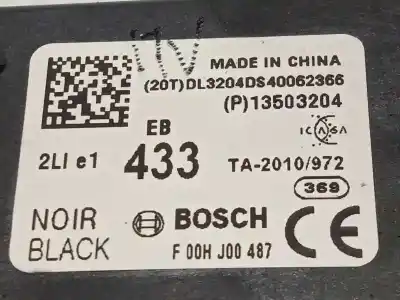 MADE IN CHINA
(20T)DL3204DS40062366
(P)13503204
EB
2LI e1
433
ICASA
TA-2010/972
369
NOIR
BLACK
BOSCH
F 00H J00 487
CE